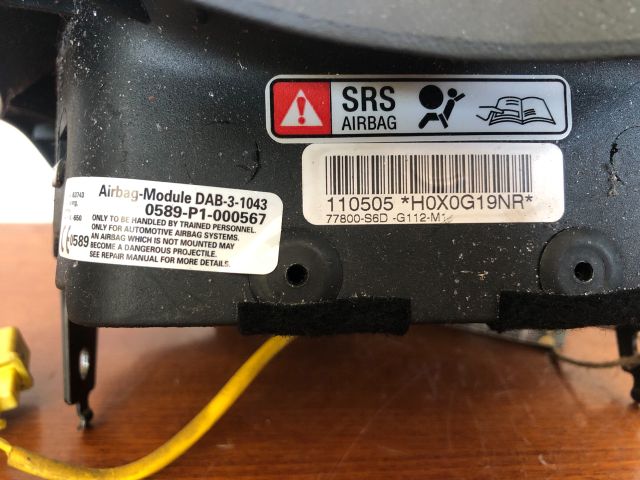 SRS
AIRBAG
110505 *H0X0G19NR*
77800-S6D -G112-M1
Airbag-Module DAB-3-1043
0589-P1-000567
650
ONLY TO BE HANDLED BY TRAINED PERSONNEL.
ONLY FOR AUTOMOTIVE AIRBAG SYSTEMS.
0589
AN AIRBAG WHICH IS NOT MOUNTED MAY
BECOME A DANGEROUS PROJECTILE.
SEE REPAIR MANUAL FOR MORE DETAILS.